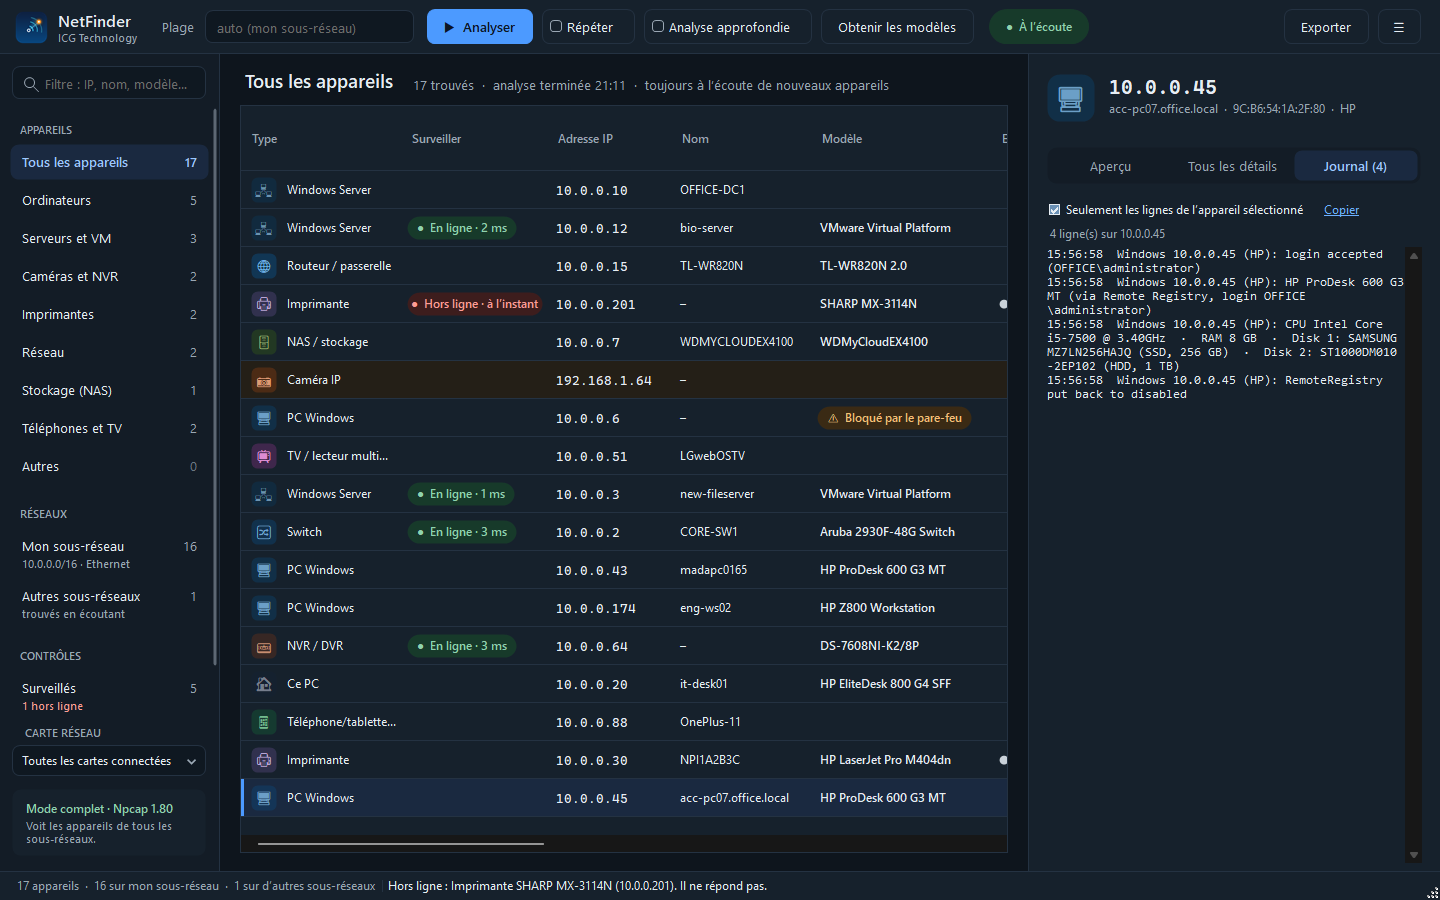 NetFinder
ICG Technology
Plage
auto (mon sous-réseau)
▶ Analyser
Répéter
Analyse approfondie
Obtenir les modèles
● À l'écoute
Exporter
☰
Filtre : IP, nom, modèle...
APPAREILS
Tous les appareils 17
Ordinateurs 5
Serveurs et VM 3
Caméras et NVR 2
Imprimantes 2
Réseau 2
Stockage (NAS) 1
Téléphones et TV 2
Autres 0
RÉSEAUX
Mon sous-réseau 16
10.0.0.0/16 · Ethernet
Autres sous-réseaux 1
trouvés en écoutant
CONTRÔLES
Surveillés 5
1 hors ligne
CARTE RÉSEAU
Toutes les cartes connectées
Mode complet · Npcap 1.80
Voit les appareils de tous les
sous-réseaux.
Tous les appareils 17 trouvés · analyse terminée 21:11 · toujours à l'écoute de nouveaux appareils
Type Surveiller Adresse IP Nom Modèle E
Windows Server 10.0.0.10 OFFICE-DC1
Windows Server ● En ligne · 2 ms 10.0.0.12 bio-server VMware Virtual Platform
Routeur / passerelle 10.0.0.15 TL-WR820N TL-WR820N 2.0
Imprimante ● Hors ligne · à l'instant 10.0.0.201 – SHARP MX-3114N
NAS / stockage 10.0.0.7 WDMYCLOUDEX4100 WDMyCloudEX4100
Caméra IP 192.168.1.64 –
PC Windows 10.0.0.6 – ⚠ Bloqué par le pare-feu
TV / lecteur multi... 10.0.0.51 LGwebOSTV
Windows Server ● En ligne · 1 ms 10.0.0.3 new-fileserver VMware Virtual Platform
Switch ● En ligne · 3 ms 10.0.0.2 CORE-SW1 Aruba 2930F-48G Switch
PC Windows 10.0.0.43 madapc0165 HP ProDesk 600 G3 MT
PC Windows 10.0.0.174 eng-ws02 HP Z800 Workstation
NVR / DVR ● En ligne · 3 ms 10.0.0.64 – DS-7608NI-K2/8P
Ce PC 10.0.0.20 it-desk01 HP EliteDesk 800 G4 SFF
Téléphone/tablette... 10.0.0.88 OnePlus-11
Imprimante 10.0.0.30 NPI1A2B3C HP LaserJet Pro M404dn
PC Windows 10.0.0.45 acc-pc07.office.local HP ProDesk 600 G3 MT
10.0.0.45
acc-pc07.office.local · 9C:B6:54:1A:2F:80 · HP
Aperçu Tous les détails Journal (4)
Seulement les lignes de l'appareil sélectionné Copier
4 ligne(s) sur 10.0.0.45
15:56:58 Windows 10.0.0.45 (HP): login accepted
(OFFICE\administrator)
15:56:58 Windows 10.0.0.45 (HP): HP ProDesk 600 G3
MT (via Remote Registry, login OFFICE
\administrator)
15:56:58 Windows 10.0.0.45 (HP): CPU Intel Core
i5-7500 @ 3.40GHz · RAM 8 GB · Disk 1: SAMSUNG
MZ7LN256HAJQ (SSD, 256 GB) · Disk 2: ST1000DM010
-2EP102 (HDD, 1 TB)
15:56:58 Windows 10.0.0.45 (HP): RemoteRegistry
put back to disabled
17 appareils · 16 sur mon sous-réseau · 1 sur d'autres sous-réseaux Hors ligne : Imprimante SHARP MX-3114N (10.0.0.201). Il ne répond pas.